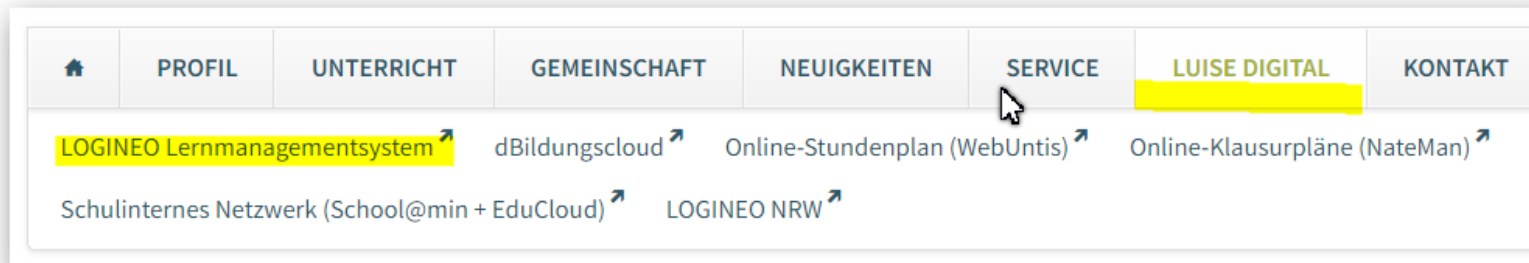 PROFIL UNTERRICHT GEMEINSCHAFT NEUIGKEITEN SERVICE LUISE DIGITAL KONTAKT
LOGINEO Lernmanagementsystem dBildungscloud Online-Stundenplan (WebUntis) Online-Klausurpläne (NateMan)
Schulinternes Netzwerk (School@min + EduCloud) LOGINEO NRW